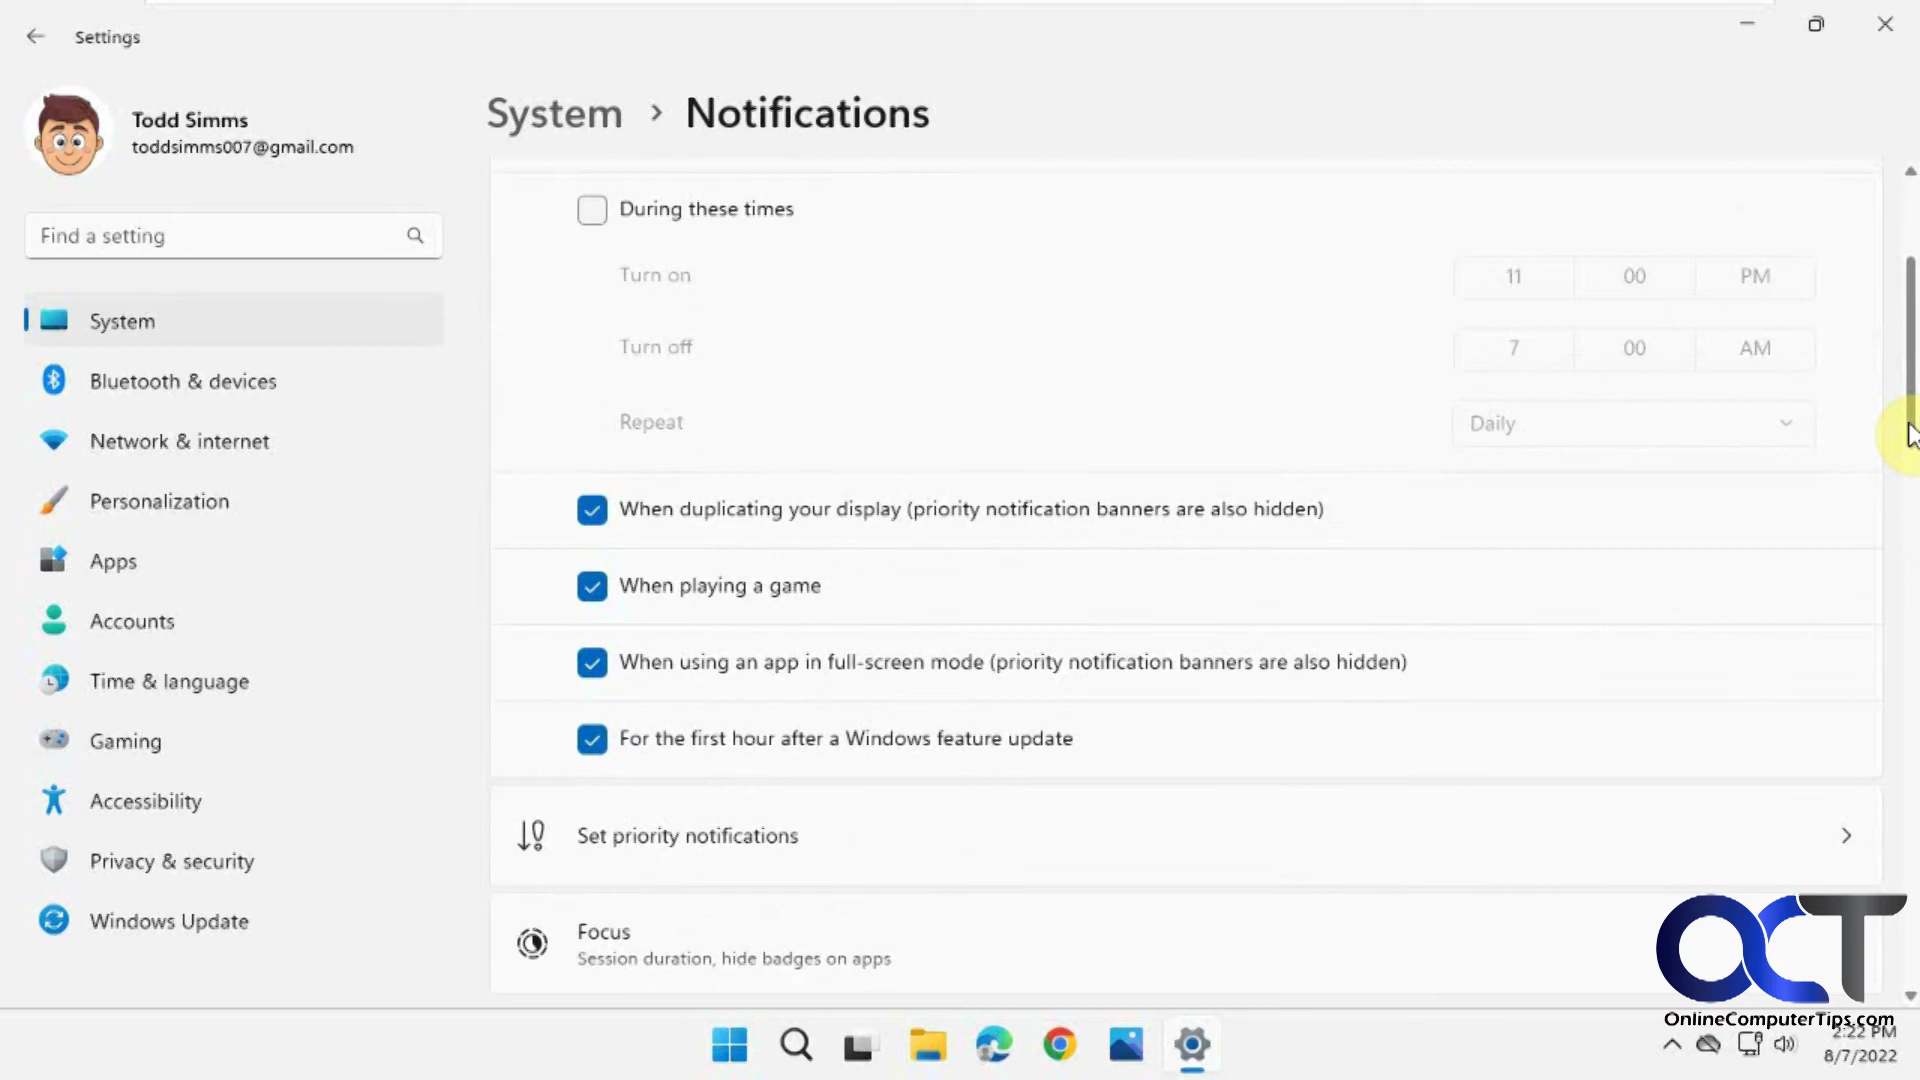 Settings
Todd Simms
toddsimms007@gmail.com
Find a setting
System
Bluetooth & devices
Network & internet
Personalization
Apps
Accounts
Time & language
Gaming
Accessibility
Privacy & security
Windows Update
System > Notifications
During these times
Turn on 11 00 PM
Turn off 7 00 AM
Repeat Daily
When duplicating your display (priority notification banners are also hidden)
When playing a game
When using an app in full-screen mode (priority notification banners are also hidden)
For the first hour after a Windows feature update
Set priority notifications
Focus
Session duration, hide badges on apps
OCT
OnlineComputerTips.com
2:22 PM
8/7/2022